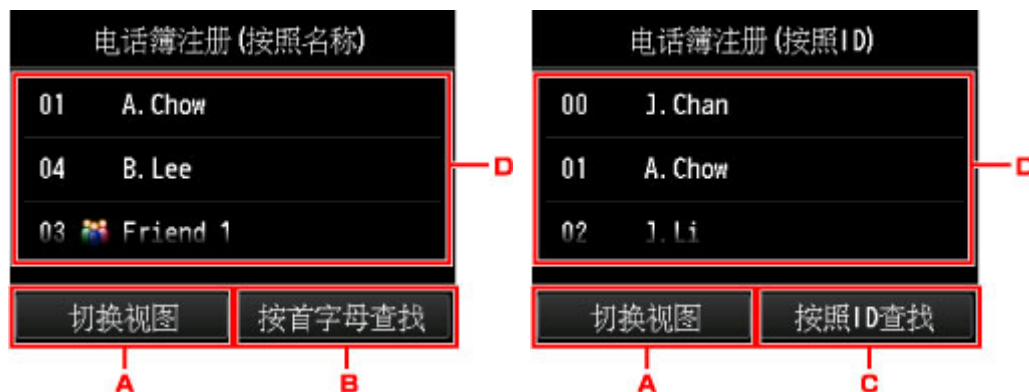 电话簿注册(按照名称)
01 A.Chow
04 B.Lee
03 Friend 1
切换视图 按首字母查找
A B
D
电话簿注册(按照ID)
00 J.Chan
01 A.Chow
02 J.Li
切换视图 按照ID查找
A C
D